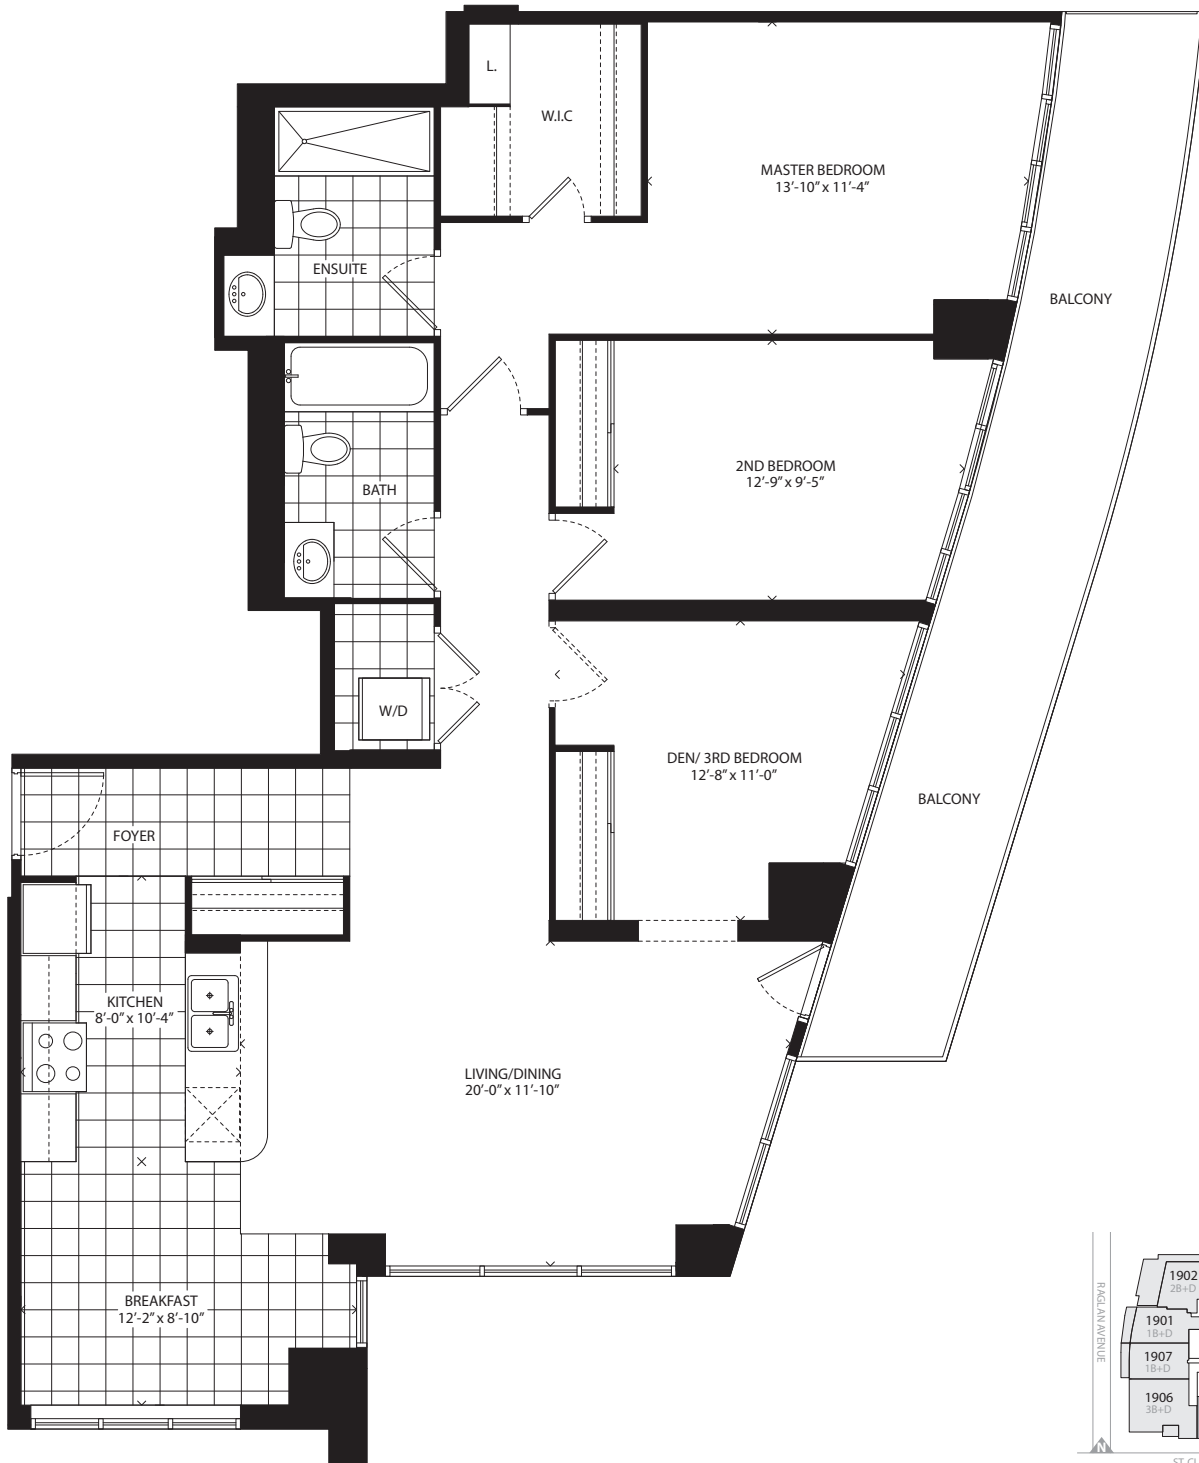 L.
W.I.C
MASTER BEDROOM
13'-10" x 11'-4"
ENSUITE
BALCONY
2ND BEDROOM
12'-9" x 9'-5"
BATH
W/D
DEN/ 3RD BEDROOM
12'-8" x 11'-0"
BALCONY
FOYER
KITCHEN
8'-0" x 10'-4"
LIVING/DINING
20'-0" x 11'-10"
BREAKFAST
12'-2" x 8'-10"
RAGLAN AVENUE
1902
2B+D
1901
1B+D
1907
1B+D
1906
3B+D
N